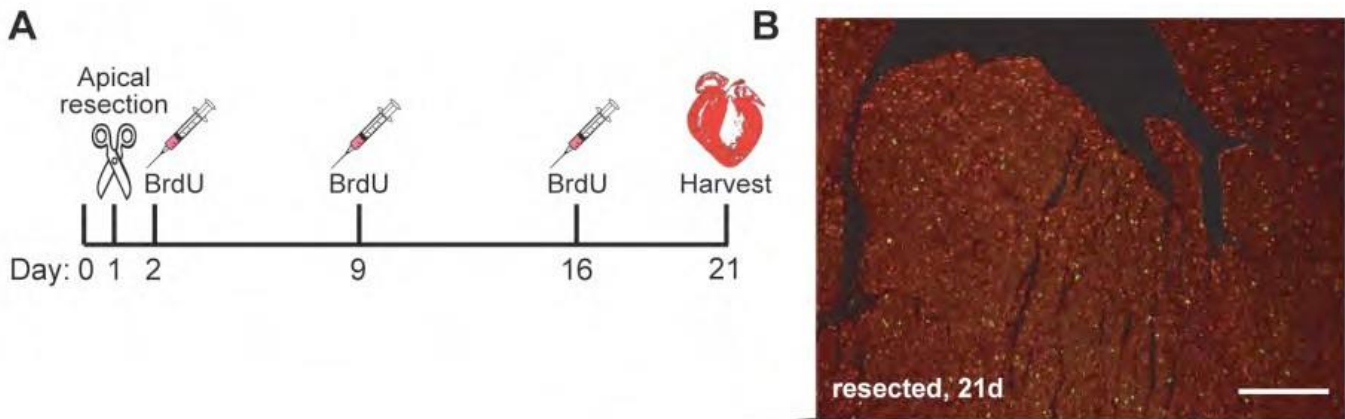 A
Apical
resection
BrdU
BrdU
BrdU
Harvest
Day: 0 1 2 9 16 21
B
resected, 21d